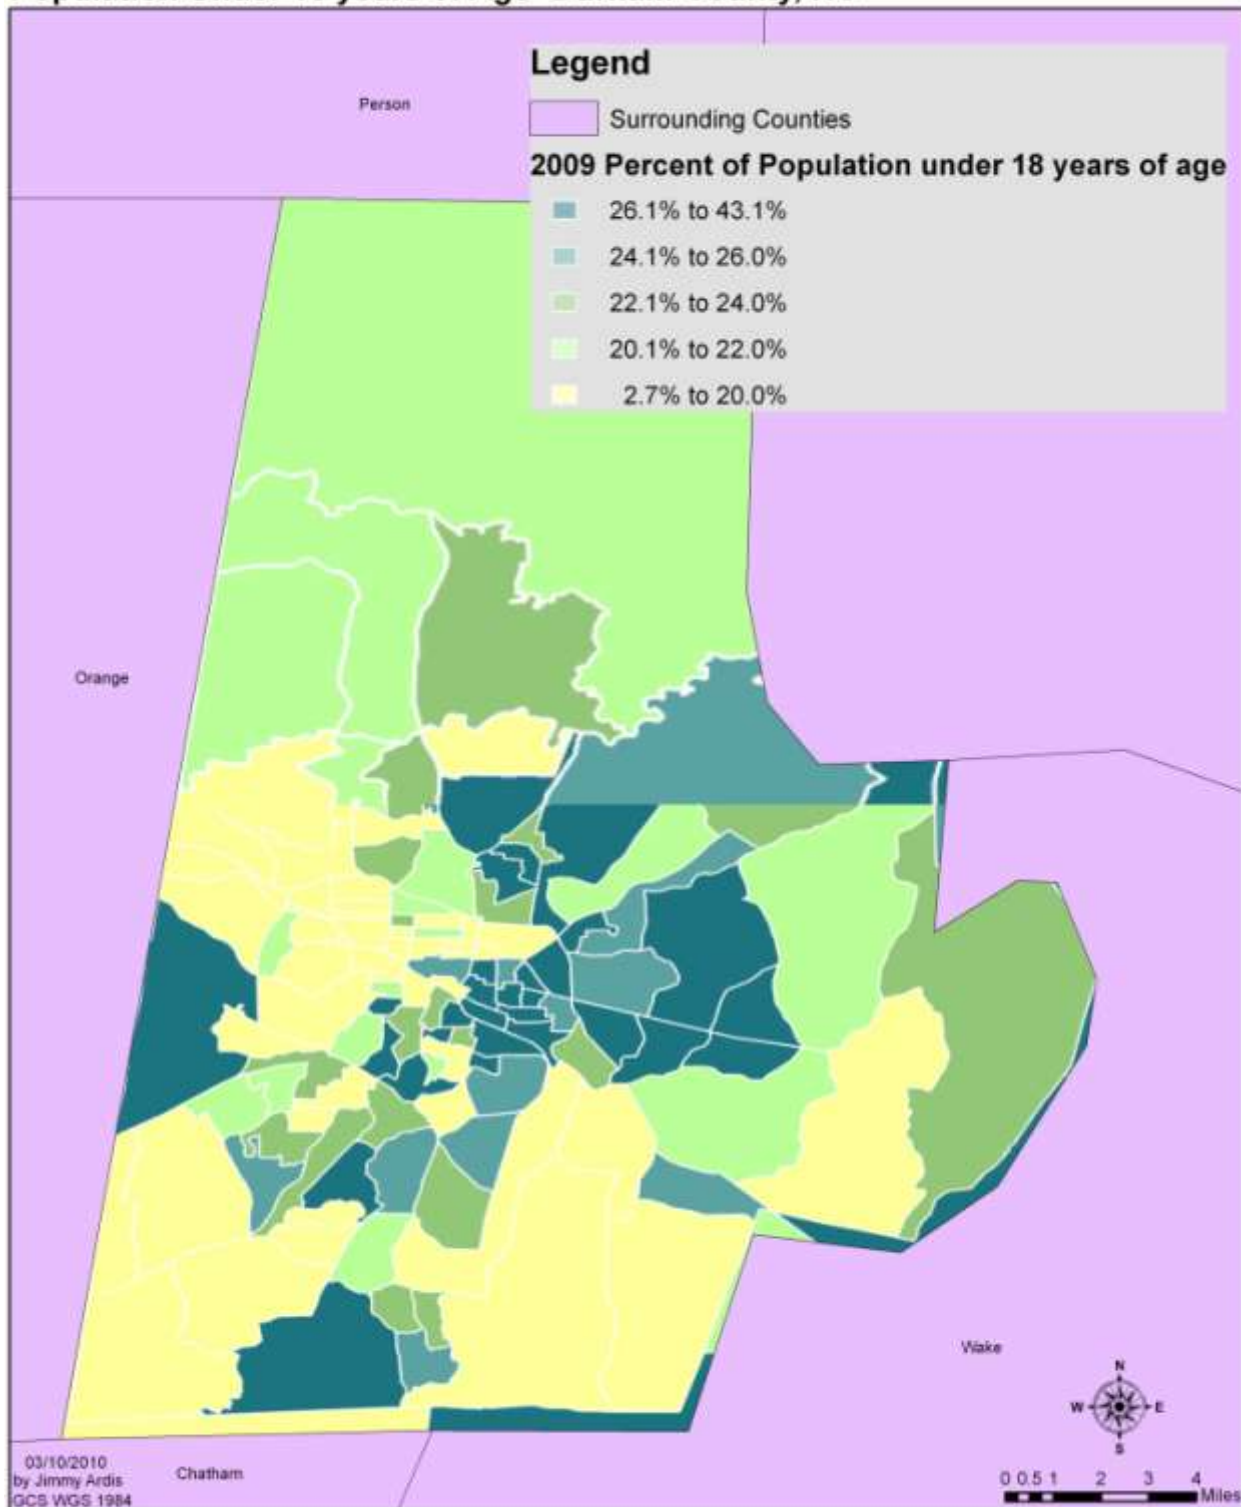 Legend
Surrounding Counties
2009 Percent of Population under 18 years of age
26.1% to 43.1%
24.1% to 26.0%
22.1% to 24.0%
20.1% to 22.0%
2.7% to 20.0%
Person
Orange
Wake
N
W E
S
03/10/2010
by Jimmy Ardis
GCS WGS 1984
Chatham
0 0.5 1 2 3 4
Miles